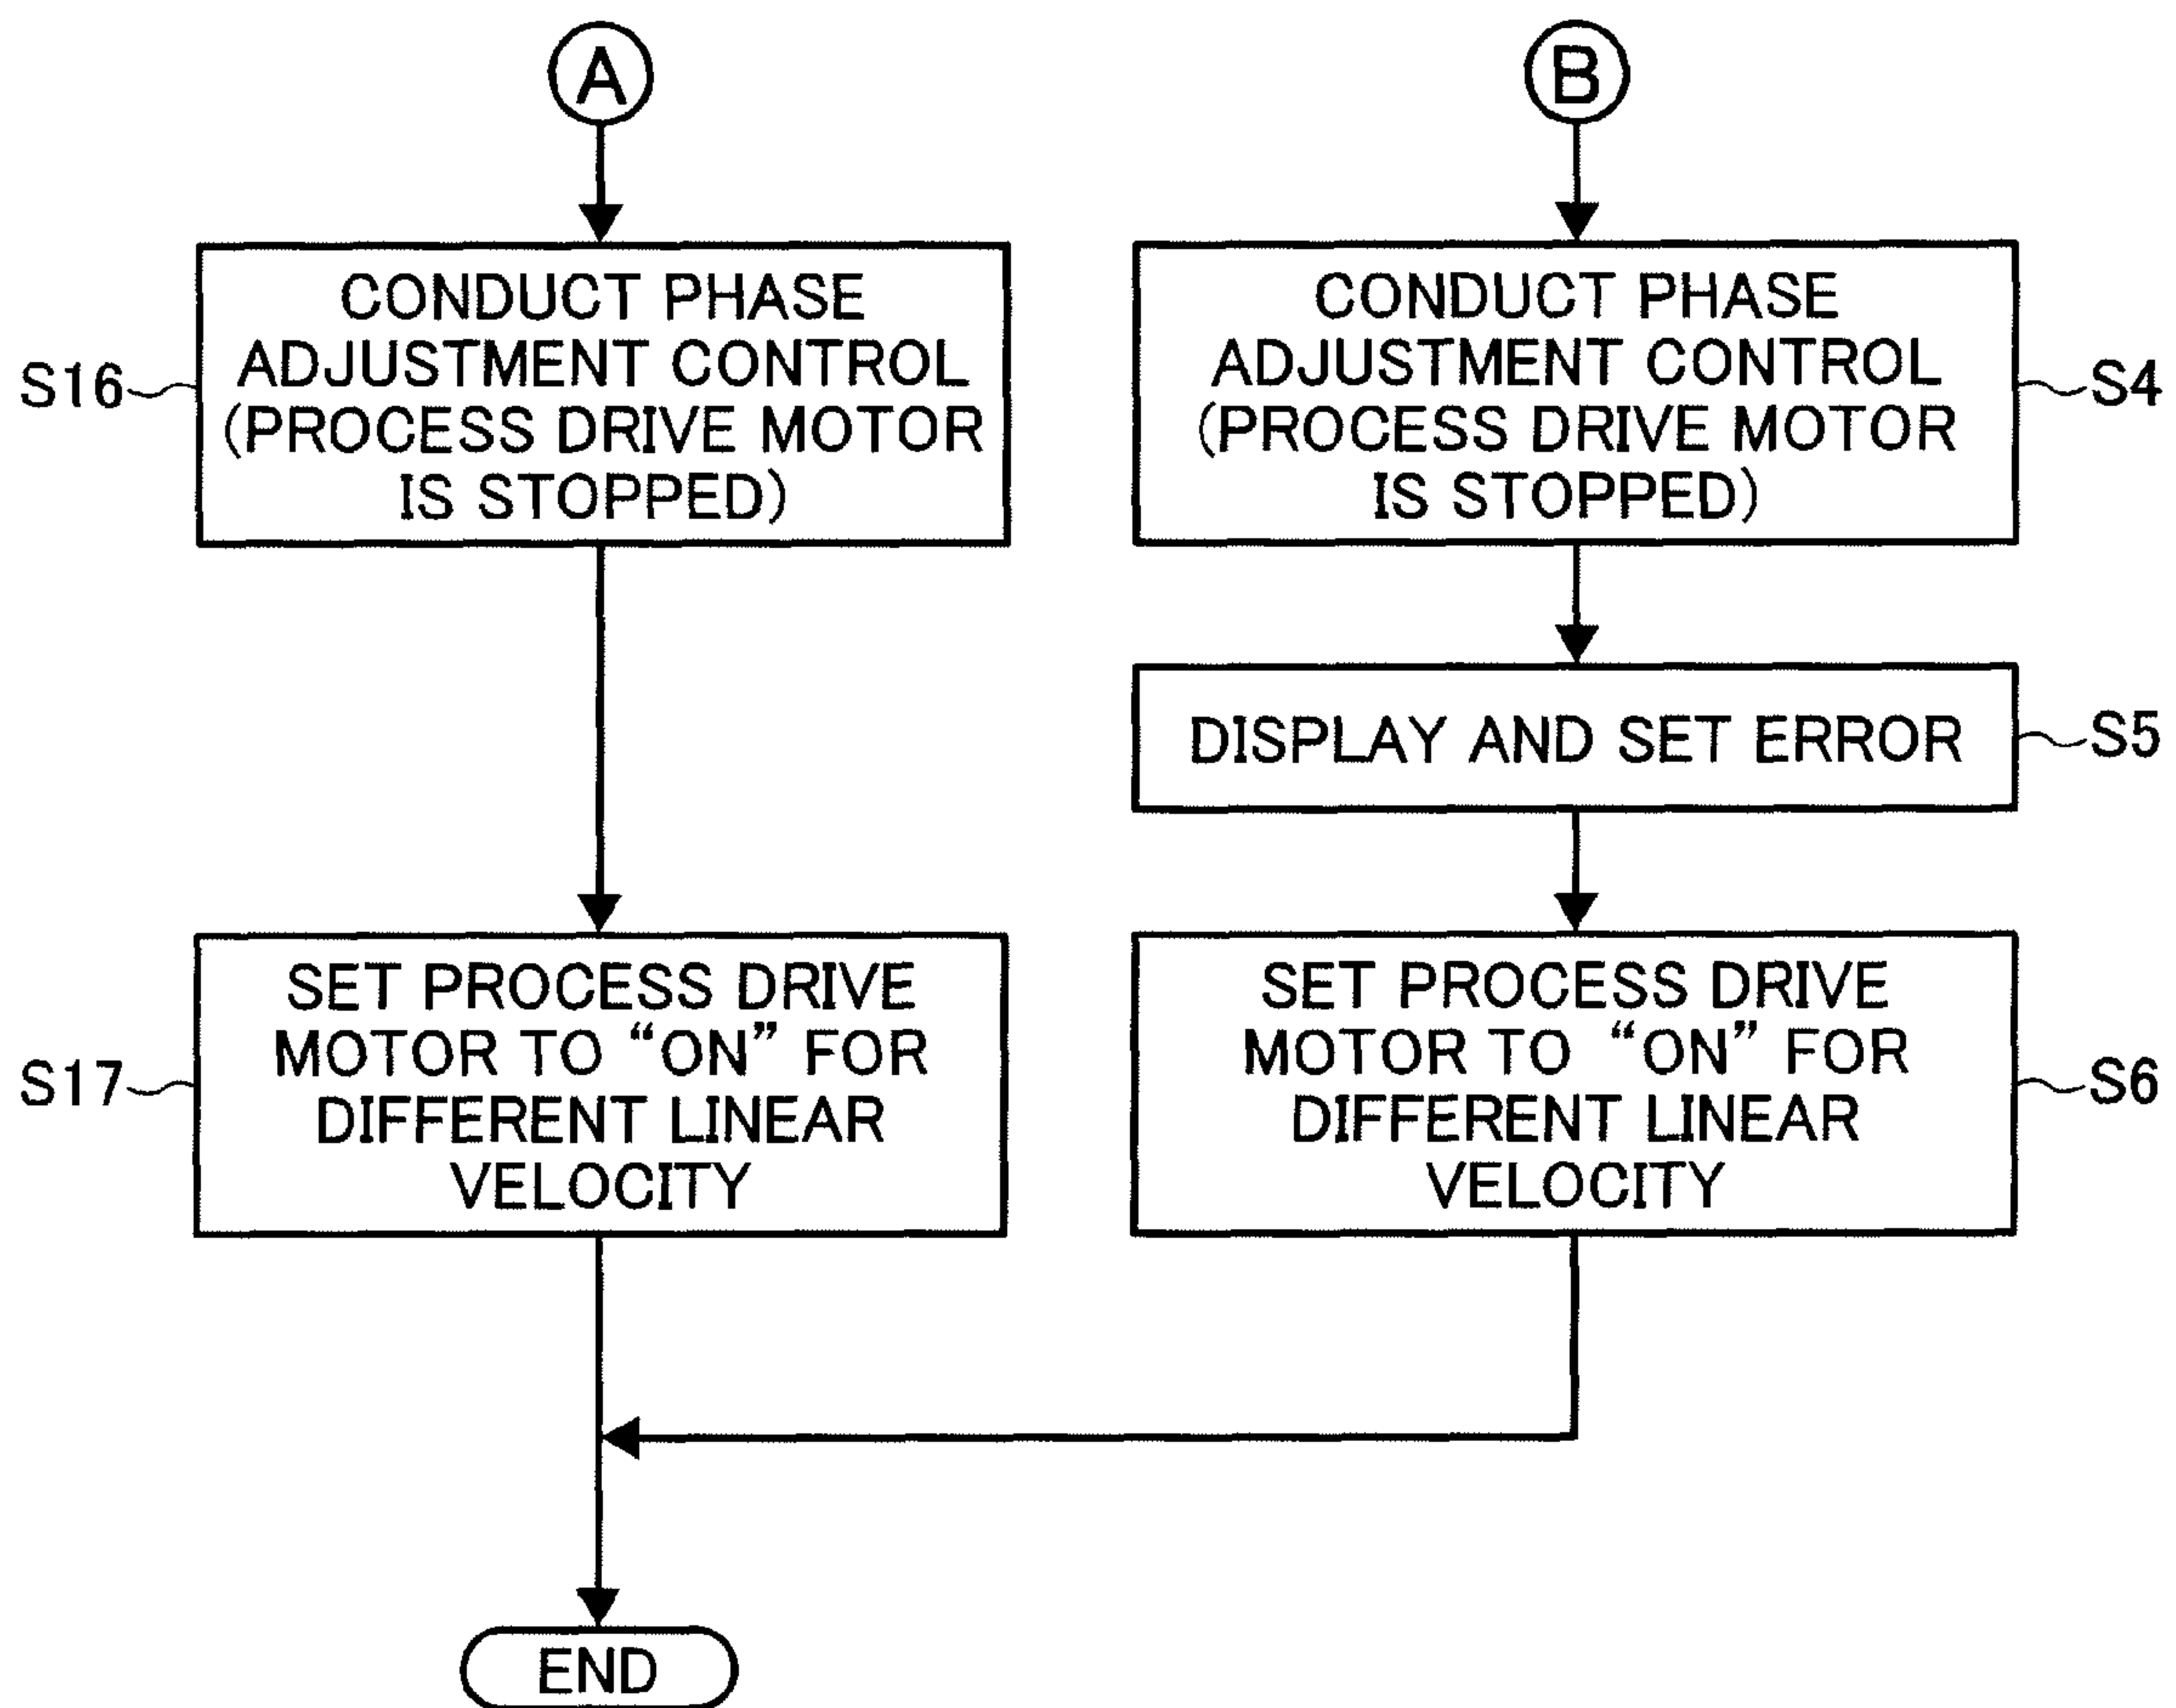 A
CONDUCT PHASE
ADJUSTMENT CONTROL
(PROCESS DRIVE MOTOR
IS STOPPED)
S16
SET PROCESS DRIVE
MOTOR TO “ON” FOR
DIFFERENT LINEAR
VELOCITY
S17
B
CONDUCT PHASE
ADJUSTMENT CONTROL
(PROCESS DRIVE MOTOR
IS STOPPED)
S4
DISPLAY AND SET ERROR
S5
SET PROCESS DRIVE
MOTOR TO “ON” FOR
DIFFERENT LINEAR
VELOCITY
S6
END